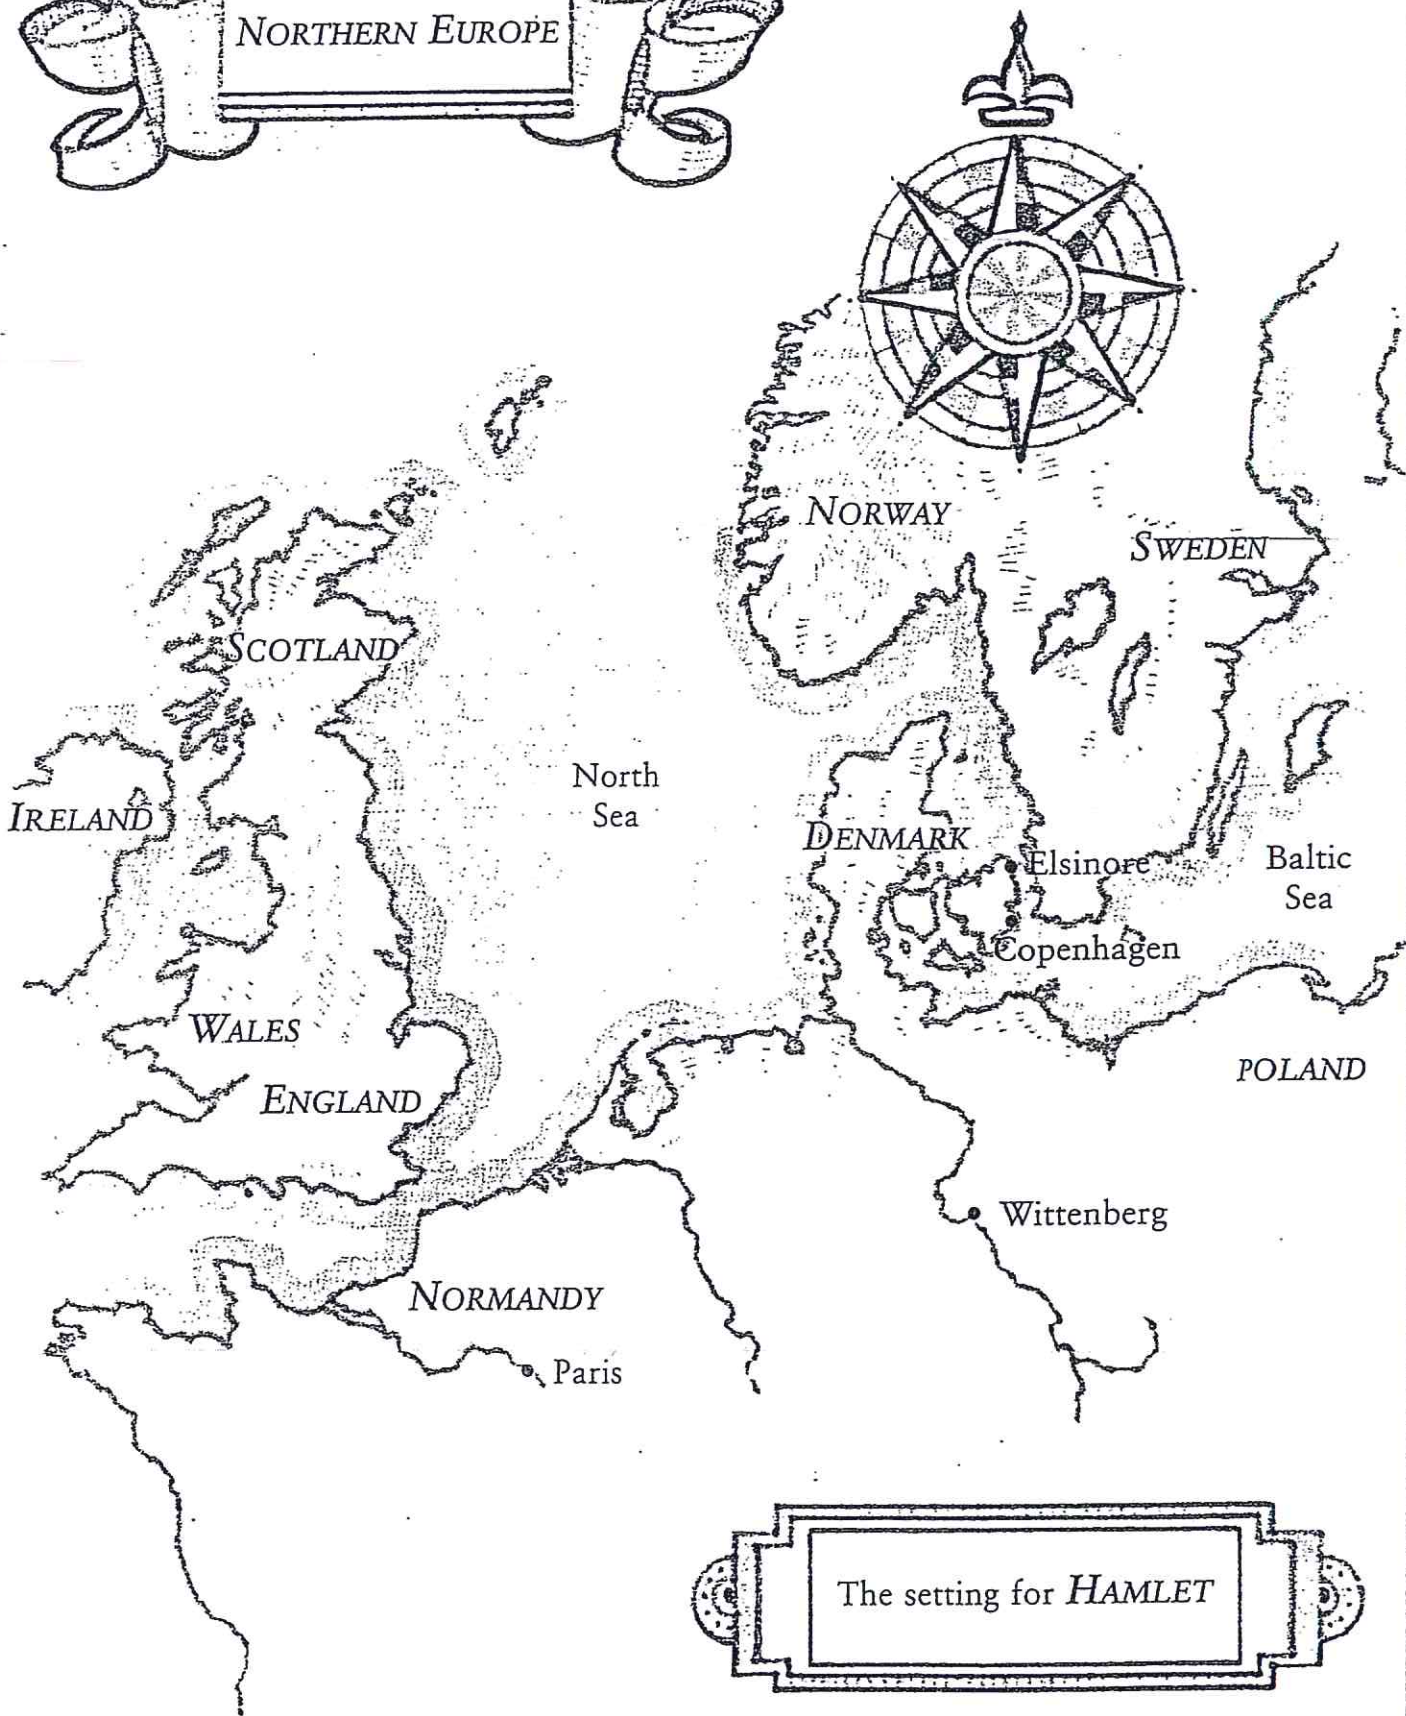 NORTHERN EUROPE
NORWAY
SWEDEN
SCOTLAND
North
Sea
IRELAND
DENMARK
Elsinore
Baltic
Sea
Copenhagen
WALES
ENGLAND
POLAND
Wittenberg
NORMANDY
Paris
The setting for HAMLET